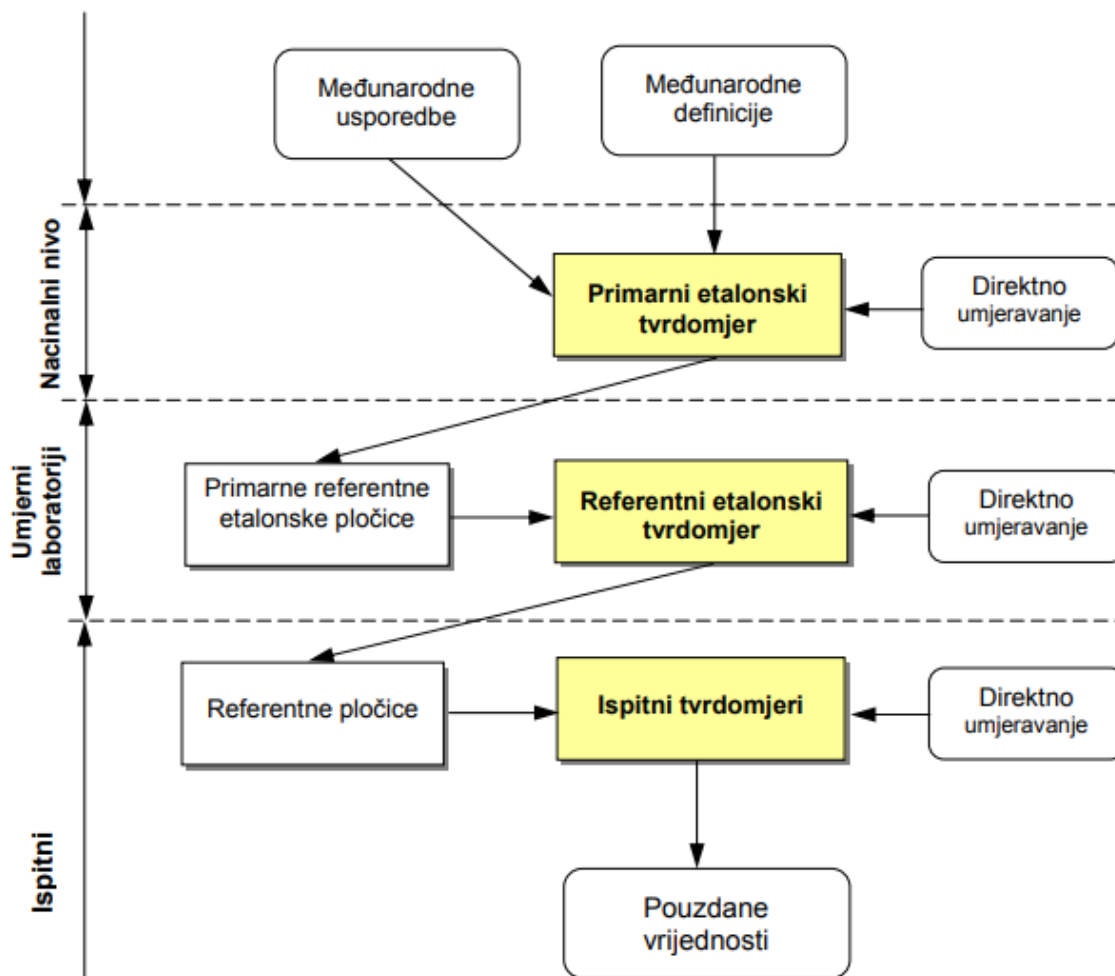 Međunarodne
usporedbe
Međunarodne
definicije
Nacinalni nivo
Primarni etalonski
tvrdomjer
Direktno
umjeravanje
Umjerni
laboratoriji
Primarne referentne
etalonske pločice
Referentni etalonski
tvrdomjer
Direktno
umjeravanje
Ispitni
Referentne pločice
Ispitni tvrdomjeri
Direktno
umjeravanje
Pouzdane
vrijednosti